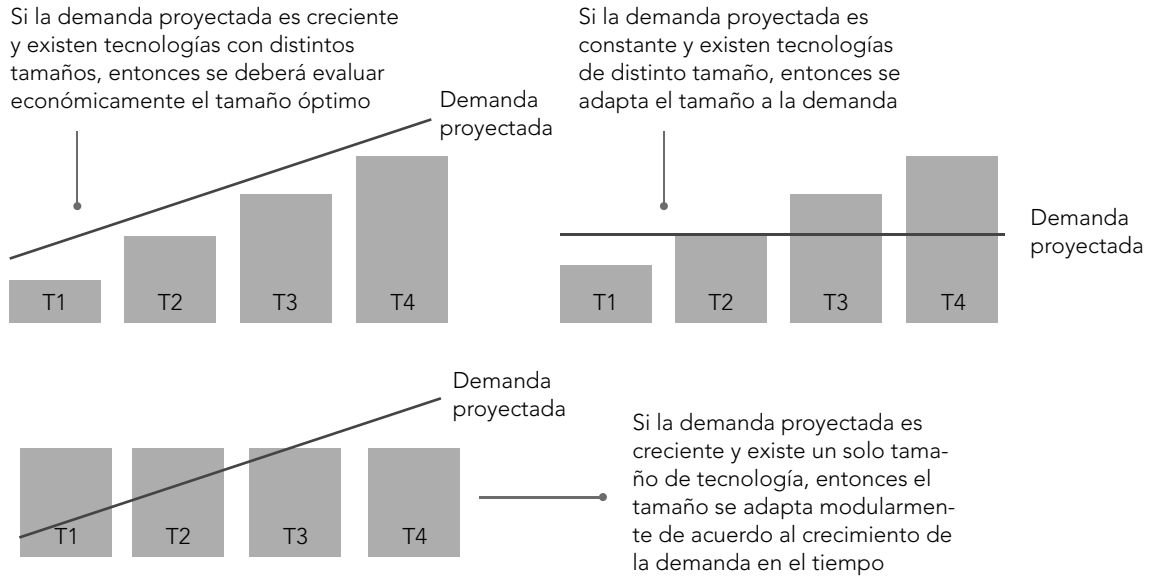 Si la demanda proyectada es creciente
y existen tecnologías con distintos
tamaños, entonces se deberá evaluar
económicamente el tamaño óptimo
Demanda
proyectada
T1
T2
T3
T4
Si la demanda proyectada es
constante y existen tecnologías
de distinto tamaño, entonces se
adapta el tamaño a la demanda
Demanda
proyectada
T1
T2
T3
T4
Demanda
proyectada
T1
T2
T3
T4
Si la demanda proyectada es
creciente y existe un solo tama-
ño de tecnología, entonces el
tamaño se adapta modularmen-
te de acuerdo al crecimiento de
la demanda en el tiempo